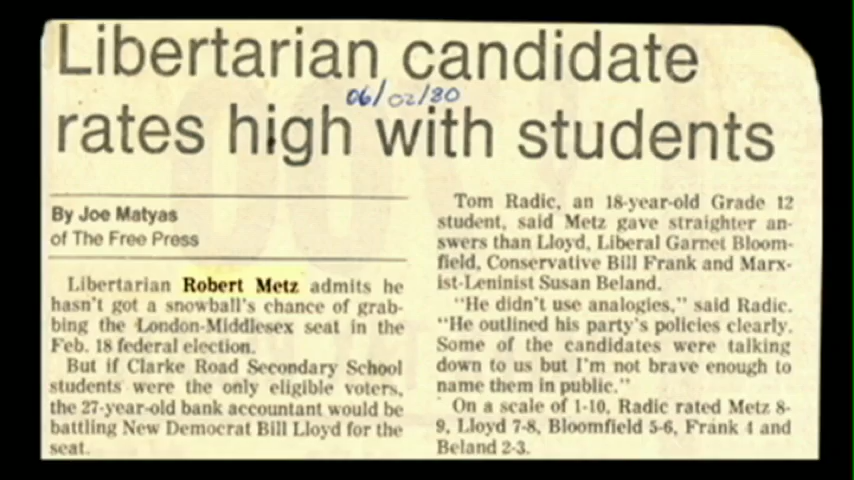 Libertarian candidate
06/02/80
rates high with students
By Joe Matyas
of The Free Press
Libertarian Robert Metz admits he
hasn't got a snowball's chance of grab-
bing the London-Middlesex seat in the
Feb. 18 federal election.
But if Clarke Road Secondary School
students were the only eligible voters,
the 27-year-old bank accountant would be
battling New Democrat Bill Lloyd for the
seat.
Tom Radic, an 18-year-old Grade 12
student, said Metz gave straighter an-
swers than Lloyd, Liberal Garnet Bloom-
field, Conservative Bill Frank and Marx-
ist-Leninist Susan Beland.
"He didn't use analogies," said Radic.
"He outlined his party's policies clearly.
Some of the candidates were talking
down to us but I'm not brave enough to
name them in public."
On a scale of 1-10, Radic rated Metz 8-
9, Lloyd 7-8, Bloomfield 5-6, Frank 4 and
Beland 2-3.